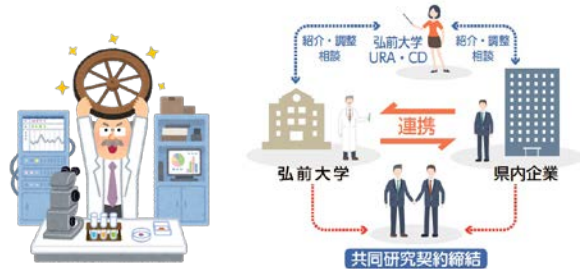 紹介・調整
相談
弘前大学
URA・CD
紹介・調整
相談
連携
弘前大学
県内企業
共同研究契約締結